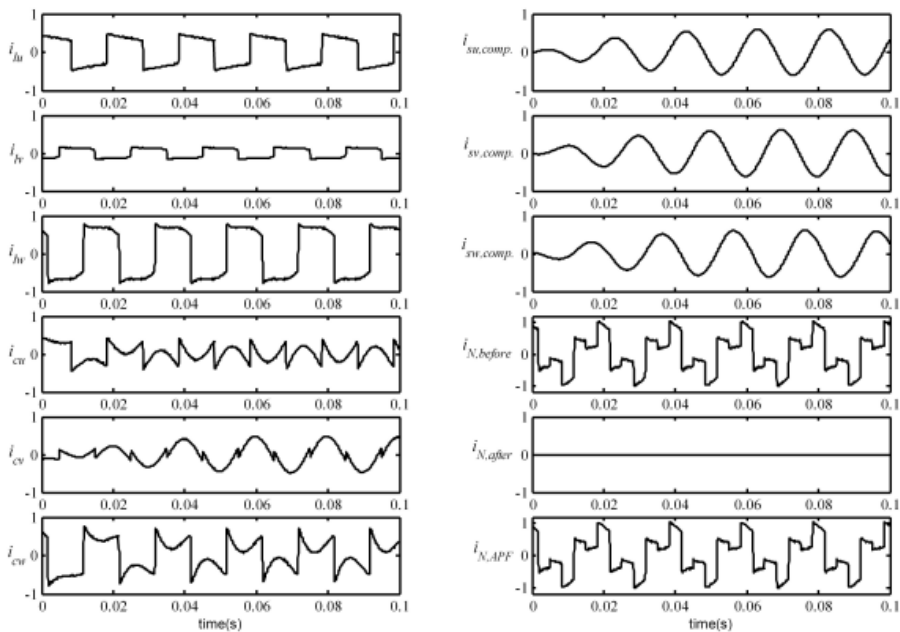 1
i_lu 0
-1
0 0.02 0.04 0.06 0.08 0.1
1
i_lv 0
-1
0 0.02 0.04 0.06 0.08 0.1
1
i_lw 0
-1
0 0.02 0.04 0.06 0.08 0.1
1
i_cu 0
-1
0 0.02 0.04 0.06 0.08 0.1
1
i_cv 0
-1
0 0.02 0.04 0.06 0.08 0.1
1
i_cw 0
-1
0 0.02 0.04 0.06 0.08 0.1
time(s)
1
i_su,comp. 0
-1
0 0.02 0.04 0.06 0.08 0.1
1
i_sv,comp. 0
-1
0 0.02 0.04 0.06 0.08 0.1
1
i_sw,comp. 0
-1
0 0.02 0.04 0.06 0.08 0.1
1
i_N,before 0
-1
0 0.02 0.04 0.06 0.08 0.1
1
i_N,after 0
-1
0 0.02 0.04 0.06 0.08 0.1
1
i_N,APF 0
-1
0 0.02 0.04 0.06 0.08 0.1
time(s)